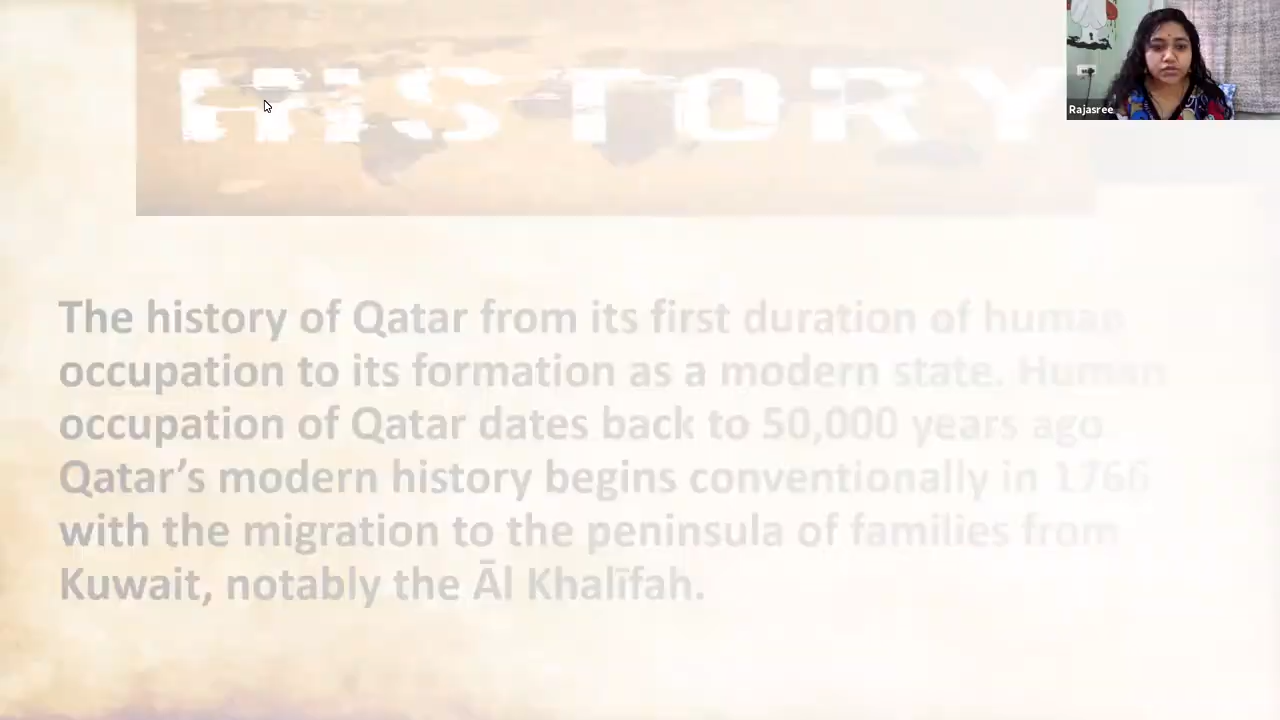 HISTORY
Rajasree
The history of Qatar from its first duration of human
occupation to its formation as a modern state. Human
occupation of Qatar dates back to 50,000 years ago
Qatar’s modern history begins conventionally in 1766
with the migration to the peninsula of families from
Kuwait, notably the Āl Khalīfah.